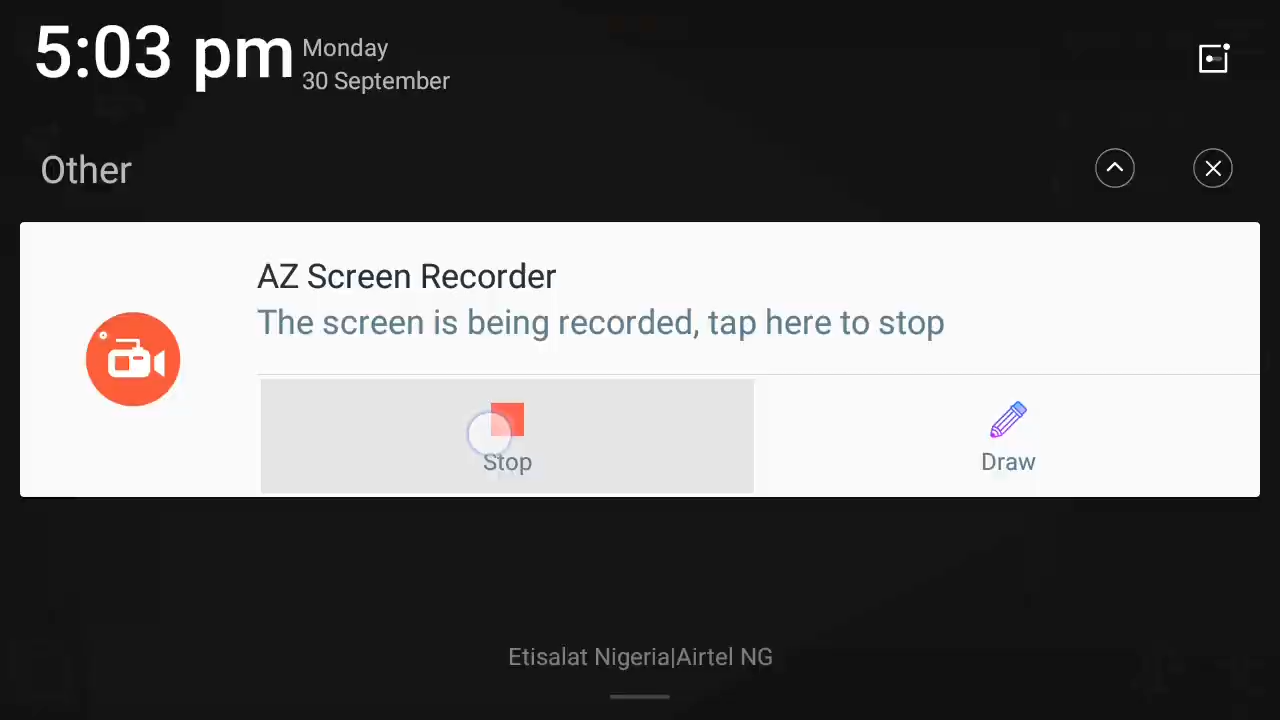 5:03 pm
Monday
30 September
Other
AZ Screen Recorder
The screen is being recorded, tap here to stop
Stop
Draw
Etisalat Nigeria|Airtel NG